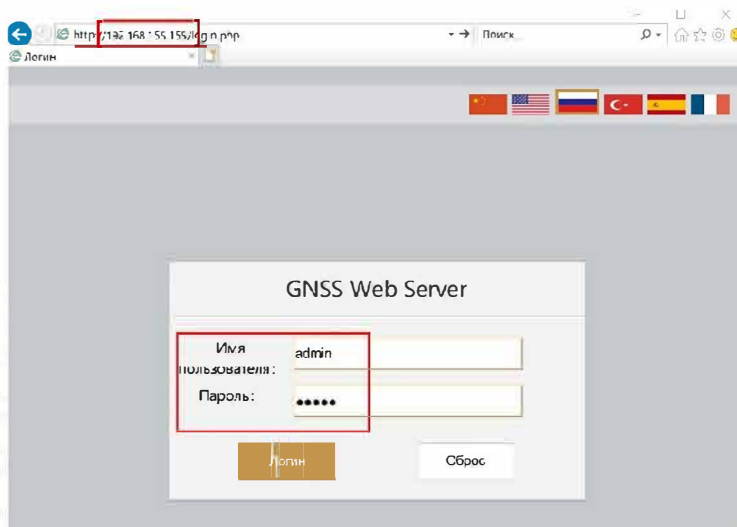 http://192.168.155.155/login.php
Поиск...
Логин
GNSS Web Server
Имя
пользователя:
admin
Пароль:
•••••
Логин
Сброс